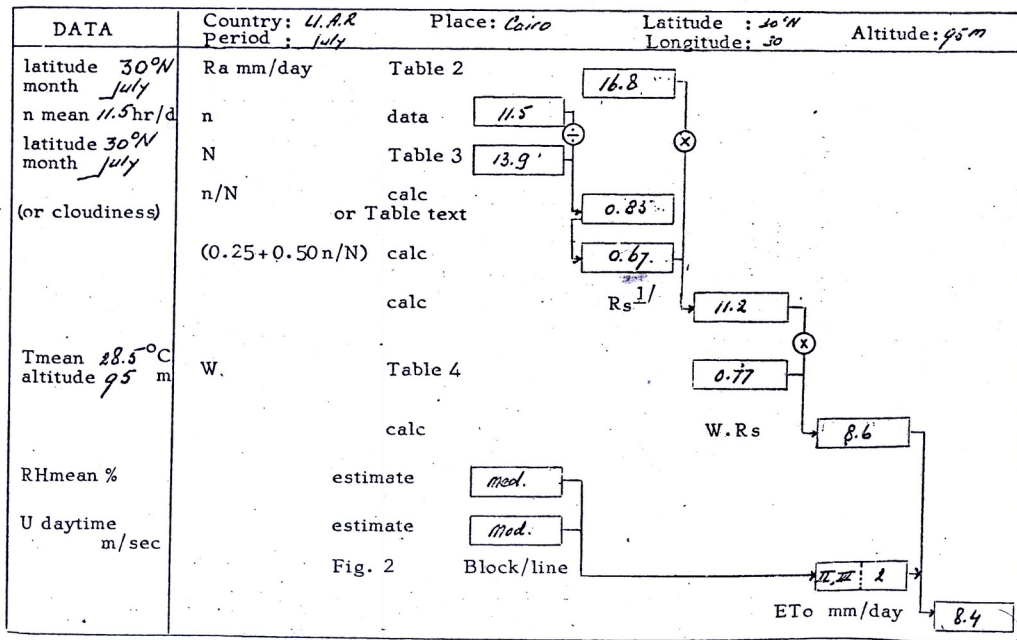 DATA
Country: U.A.R Place: Cairo Latitude : 30°N Altitude: 95m
Period : July Longitude: 30
latitude 30°N Ra mm/day Table 2 16.8
month July
n mean 11.5 hr/d n data 11.5
÷ x
latitude 30°N N Table 3 13.9
month July
n/N calc
(or cloudiness) or Table text 0.83
(0.25+0.50 n/N) calc 0.67.
calc Rs 1/ 11.2
x
Tmean 28.5°C
altitude 95 m W. Table 4 0.77
calc W.Rs 8.6
RHmean % estimate med.
U daytime estimate mod.
m/sec
Fig. 2 Block/line II.III 2
ETo mm/day 8.4